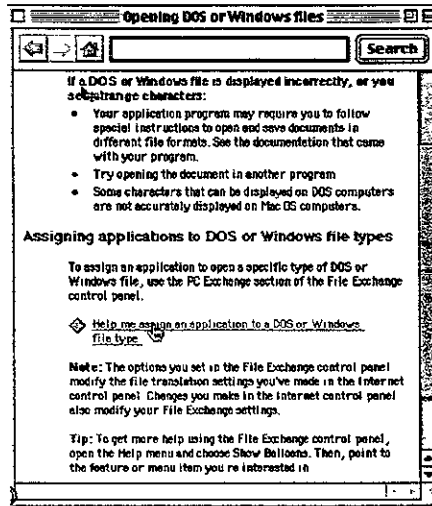 Opening DOS or Windows files
Search
If a DOS or Windows file is displayed incorrectly, or you
see strange characters:
• Your application program may require you to follow
special instructions to open and save documents in
different file formats. See the documentation that came
with your program.
• Try opening the document in another program
• Some characters that can be displayed on DOS computers
are not accurately displayed on Mac OS computers.
Assigning applications to DOS or Windows file types
To assign an application to open a specific type of DOS or
Windows file, use the PC Exchange section of the File Exchange
control panel.
Help me assign an application to a DOS or Windows
file type.
Note: The options you set in the File Exchange control panel
modify the file translation settings you've made in the Internet
control panel. Changes you make in the Internet control panel
also modify your File Exchange settings.
Tip: To get more help using the File Exchange control panel,
open the Help menu and choose Show Balloons. Then, point to
the feature or menu item you re interested in